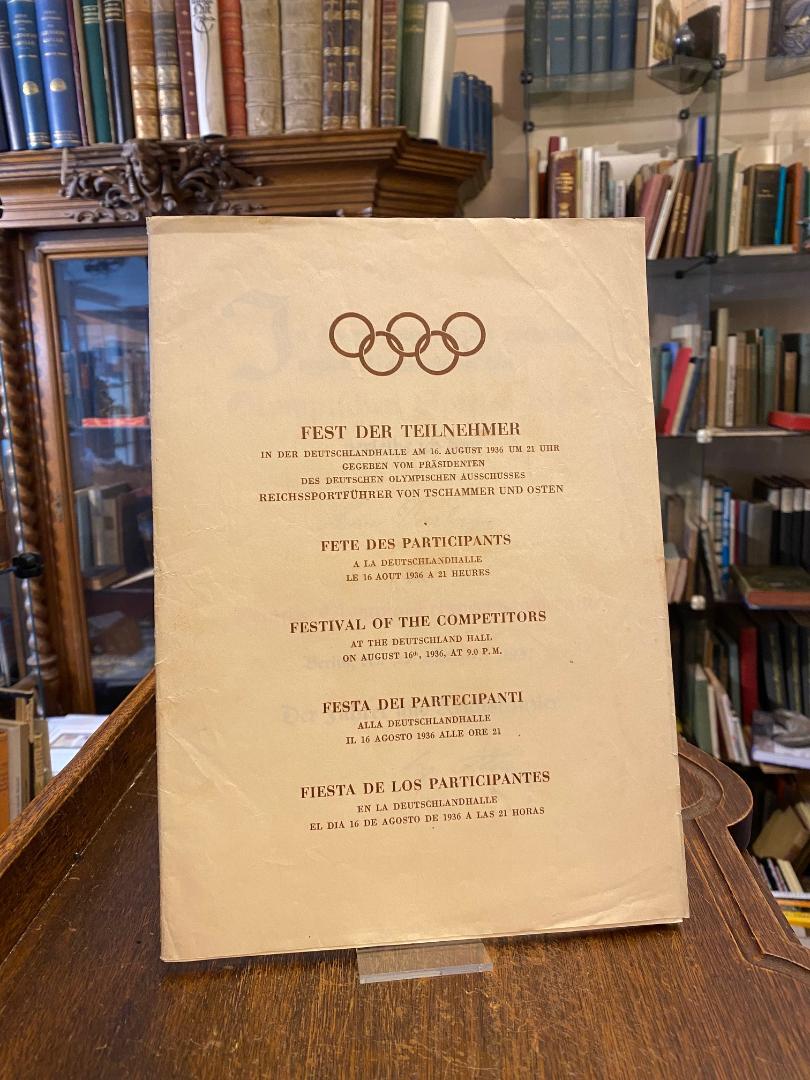 FEST DER TEILNEHMER
IN DER DEUTSCHLANDHALLE AM 16. AUGUST 1936 UM 21 UHR
GEGEBEN VOM PRÄSIDENTEN
DES DEUTSCHEN OLYMPISCHEN AUSSCHUSSES
REICHSSPORTFÜHRER VON TSCHAMMER UND OSTEN
FETE DES PARTICIPANTS
A LA DEUTSCHLANDHALLE
LE 16 AOUT 1936 A 21 HEURES
FESTIVAL OF THE COMPETITORS
AT THE DEUTSCHLAND HALL
ON AUGUST 16th, 1936, AT 9.0 P.M.
FESTA DEI PARTECIPANTI
ALLA DEUTSCHLANDHALLE
IL 16 AGOSTO 1936 ALLE ORE 21
FIESTA DE LOS PARTICIPANTES
EN LA DEUTSCHLANDHALLE
EL DIA 16 DE AGOSTO DE 1936 A LAS 21 HORAS